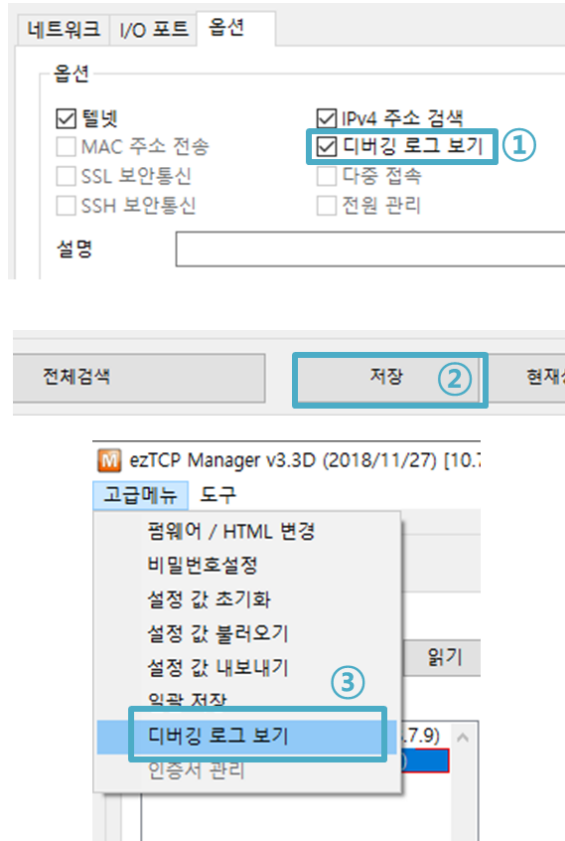 네트워크 I/O 포트 옵션
옵션
텔넷 IPv4 주소 검색
MAC 주소 전송 디버깅 로그 보기 ①
SSL 보안통신 다중 접속
SSH 보안통신 전원 관리
설명
전체검색 저장 ② 현재
ezTCP Manager v3.3D (2018/11/27) [10.7
고급메뉴 도구
펌웨어 / HTML 변경
비밀번호설정
설정 값 초기화
설정 값 불러오기
설정 값 내보내기 읽기
③
일괄 저장
디버깅 로그 보기 .7.9)
인증서 관리 )